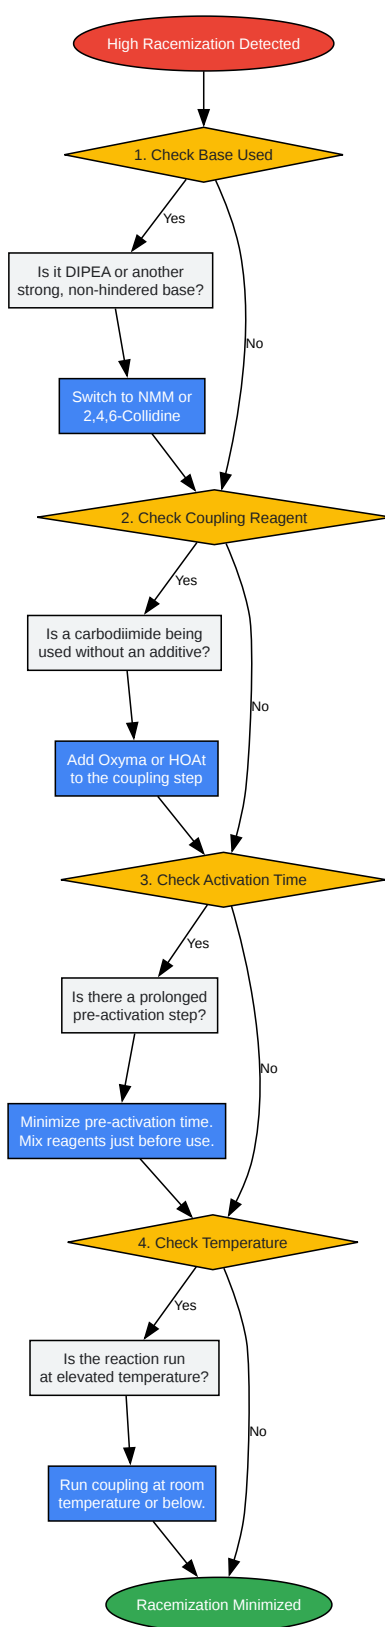 High Racemization Detected
1. Check Base Used
Yes
Is it DIPEA or another
strong, non-hindered base?
No
Switch to NMM or
2,4,6-Collidine
2. Check Coupling Reagent
Yes
Is a carbodiimide being
used without an additive?
No
Add Oxyma or HOAt
to the coupling step
3. Check Activation Time
Yes
Is there a prolonged
pre-activation step?
No
Minimize pre-activation time.
Mix reagents just before use.
4. Check Temperature
Yes
Is the reaction run
at elevated temperature?
No
Run coupling at room
temperature or below.
Racemization Minimized